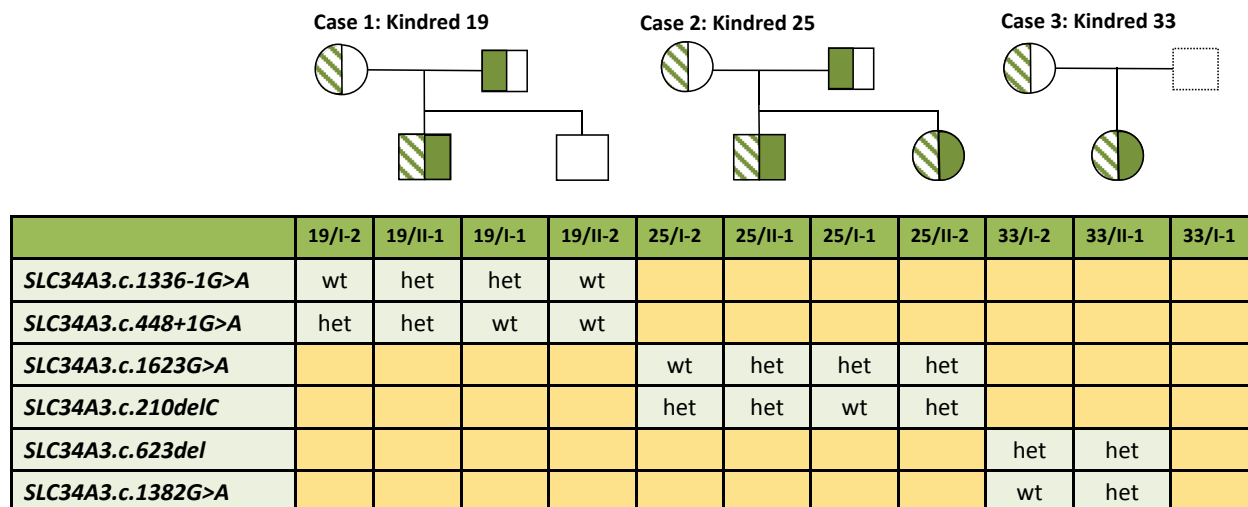 Case 1: Kindred 19 Case 2: Kindred 25 Case 3: Kindred 33
19/I-2 19/II-1 19/I-1 19/II-2 25/I-2 25/II-1 25/I-1 25/II-2 33/I-2 33/II-1 33/I-1
SLC34A3.c.1336-1G>A wt het het wt
SLC34A3.c.448+1G>A het het wt wt
SLC34A3.c.1623G>A wt het het het
SLC34A3.c.210delC het het wt het
SLC34A3.c.623del het het
SLC34A3.c.1382G>A wt het